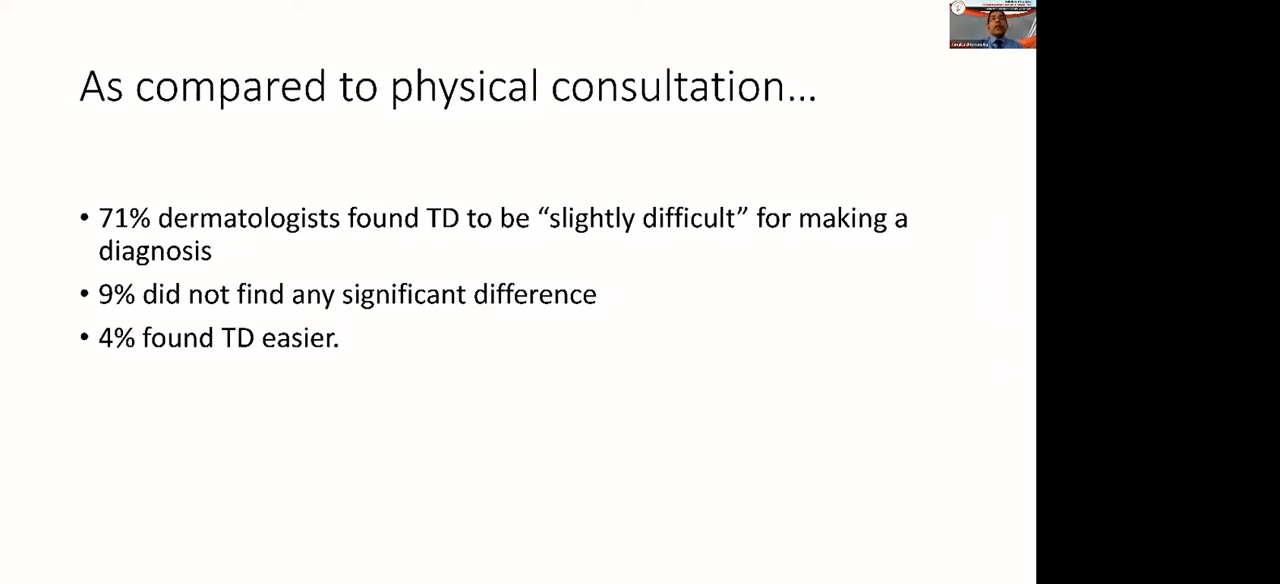 As compared to physical consultation...
• 71% dermatologists found TD to be “slightly difficult” for making a
diagnosis
• 9% did not find any significant difference
• 4% found TD easier.